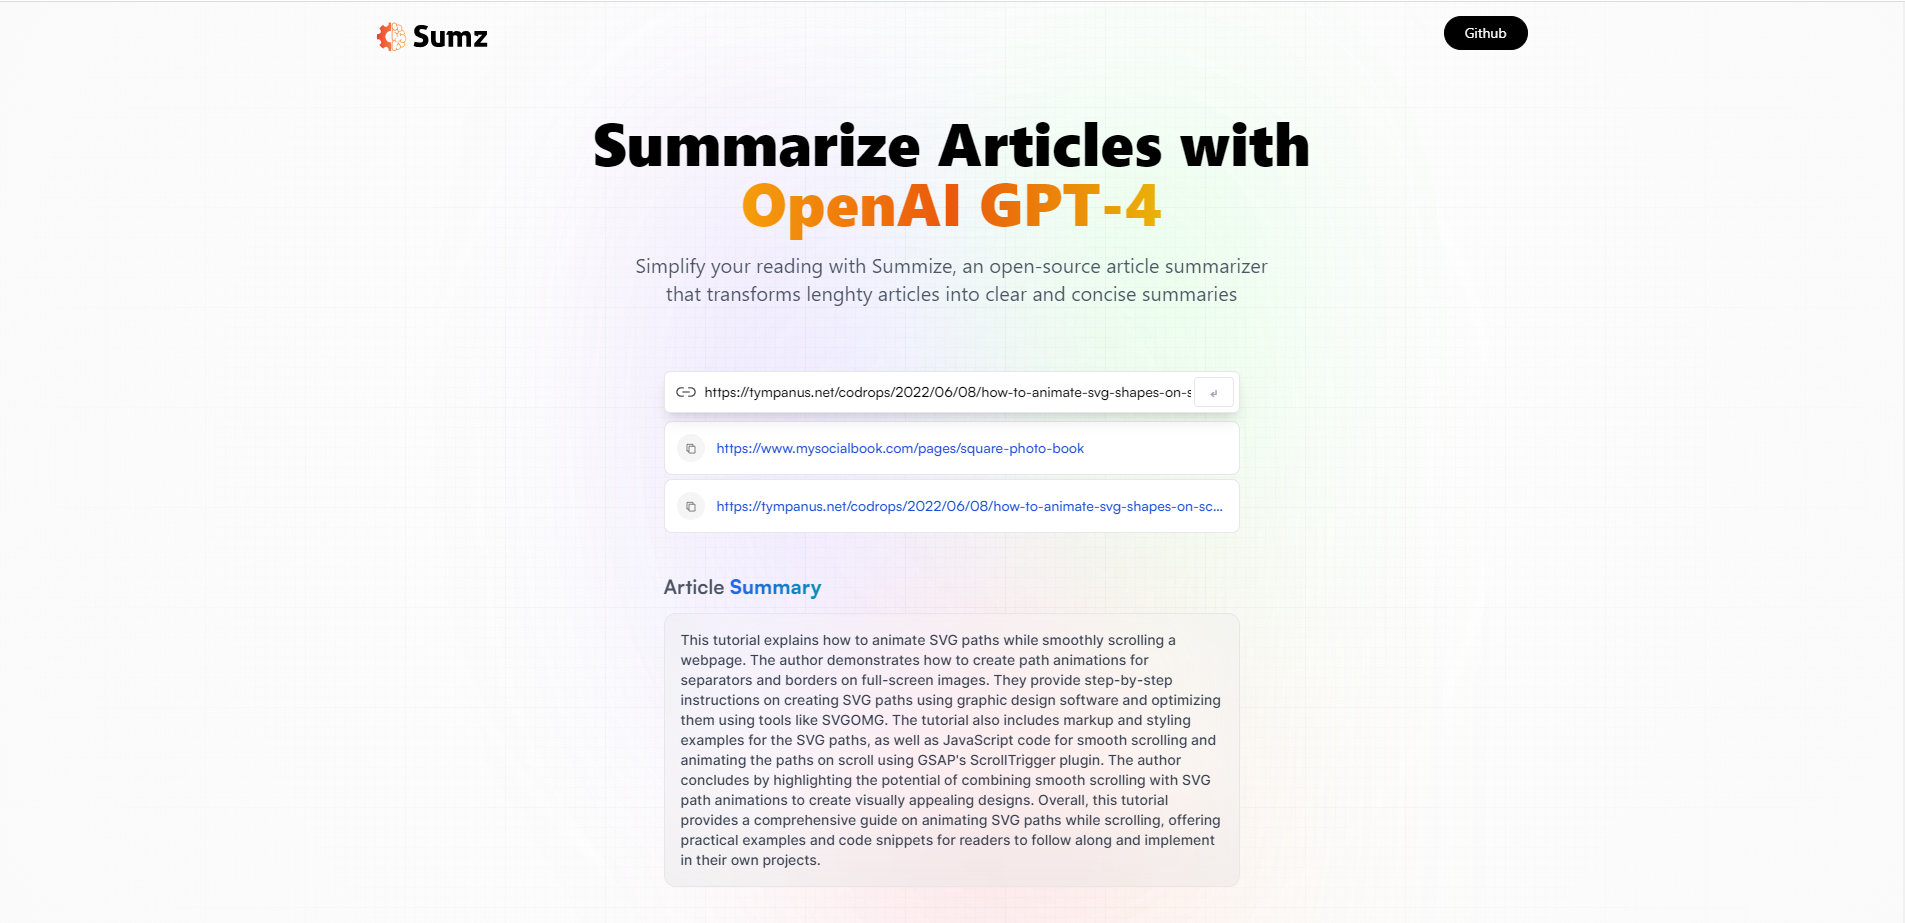 Sumz
Github
Summarize Articles with
OpenAI GPT-4
Simplify your reading with Summize, an open-source article summarizer
that transforms lenghty articles into clear and concise summaries
https://tympanus.net/codrops/2022/06/08/how-to-animate-svg-shapes-on-s
https://www.mysocialbook.com/pages/square-photo-book
https://tympanus.net/codrops/2022/06/08/how-to-animate-svg-shapes-on-sc...
Article Summary
This tutorial explains how to animate SVG paths while smoothly scrolling a
webpage. The author demonstrates how to create path animations for
separators and borders on full-screen images. They provide step-by-step
instructions on creating SVG paths using graphic design software and optimizing
them using tools like SVGOMG. The tutorial also includes markup and styling
examples for the SVG paths, as well as JavaScript code for smooth scrolling and
animating the paths on scroll using GSAP's ScrollTrigger plugin. The author
concludes by highlighting the potential of combining smooth scrolling with SVG
path animations to create visually appealing designs. Overall, this tutorial
provides a comprehensive guide on animating SVG paths while scrolling, offering
practical examples and code snippets for readers to follow along and implement
in their own projects.